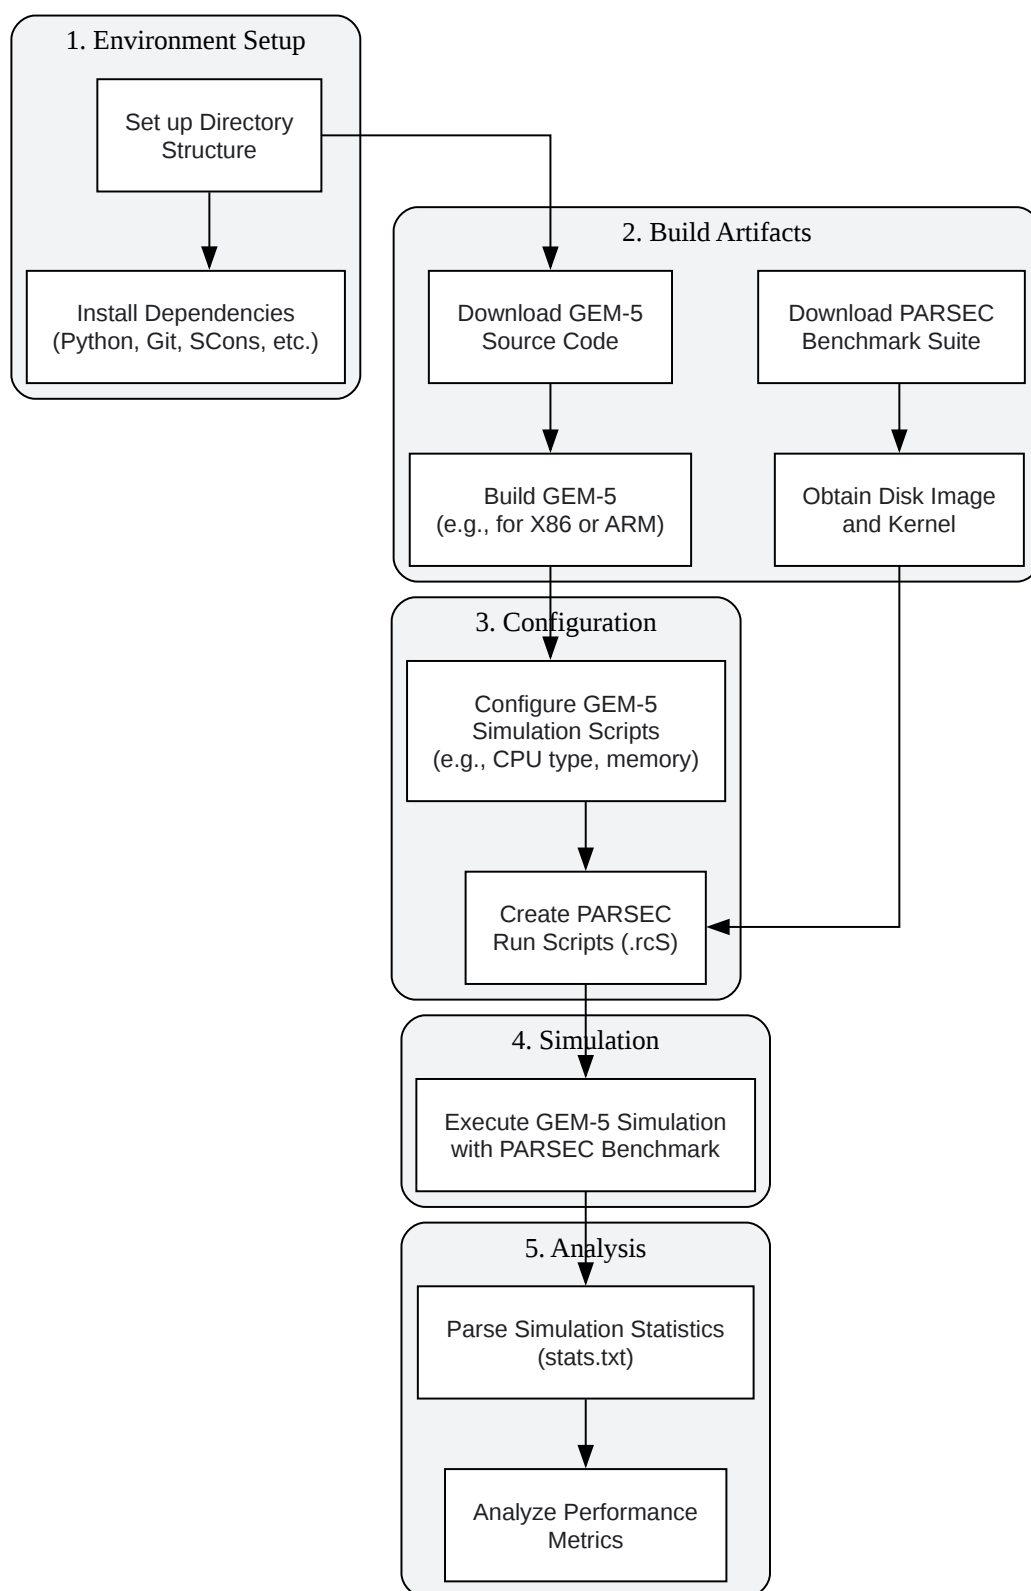 1. Environment Setup
Set up Directory
Structure
Install Dependencies
(Python, Git, SCons, etc.)
2. Build Artifacts
Download GEM-5
Source Code
Download PARSEC
Benchmark Suite
Build GEM-5
(e.g., for X86 or ARM)
Obtain Disk Image
and Kernel
3. Configuration
Configure GEM-5
Simulation Scripts
(e.g., CPU type, memory)
Create PARSEC
Run Scripts (.rcS)
4. Simulation
Execute GEM-5 Simulation
with PARSEC Benchmark
5. Analysis
Parse Simulation Statistics
(stats.txt)
Analyze Performance
Metrics